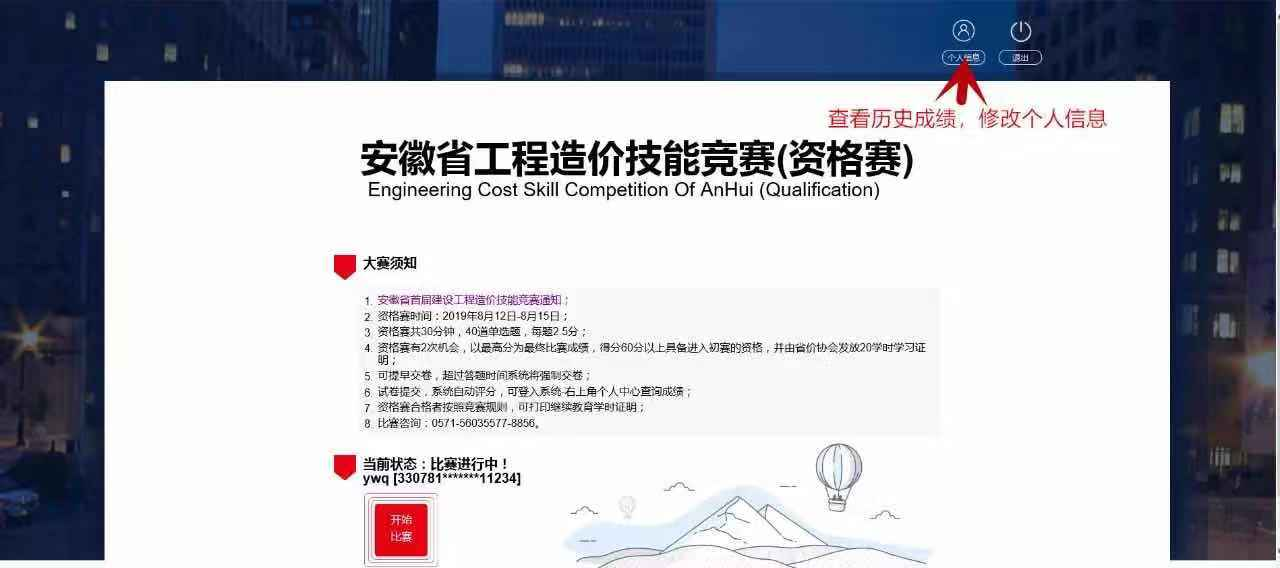 个人信息
退出
查看历史成绩，修改个人信息
安徽省工程造价技能竞赛(资格赛)
Engineering Cost Skill Competition Of AnHui (Qualification)
大赛须知
1. 安徽省首届建设工程造价技能竞赛通知；
2. 资格赛时间：2019年8月12日-8月15日；
3. 资格赛共30分钟，40道单选题，每题2.5分；
4. 资格赛有2次机会，以最高分为最终比赛成绩，得分60分以上具备进入初赛的资格，并由省价协会发放20学时学习证
明；
5. 可提早交卷，超过答题时间系统将强制交卷；
6. 试卷提交，系统自动评分，可登入系统-右上角个人中心查询成绩；
7. 资格赛合格者按照竞赛规则，可打印继续教育学时证明；
8. 比赛咨询：0571-56035577-8856。
当前状态：比赛进行中！
ywq [330781*******11234]
开始
比赛